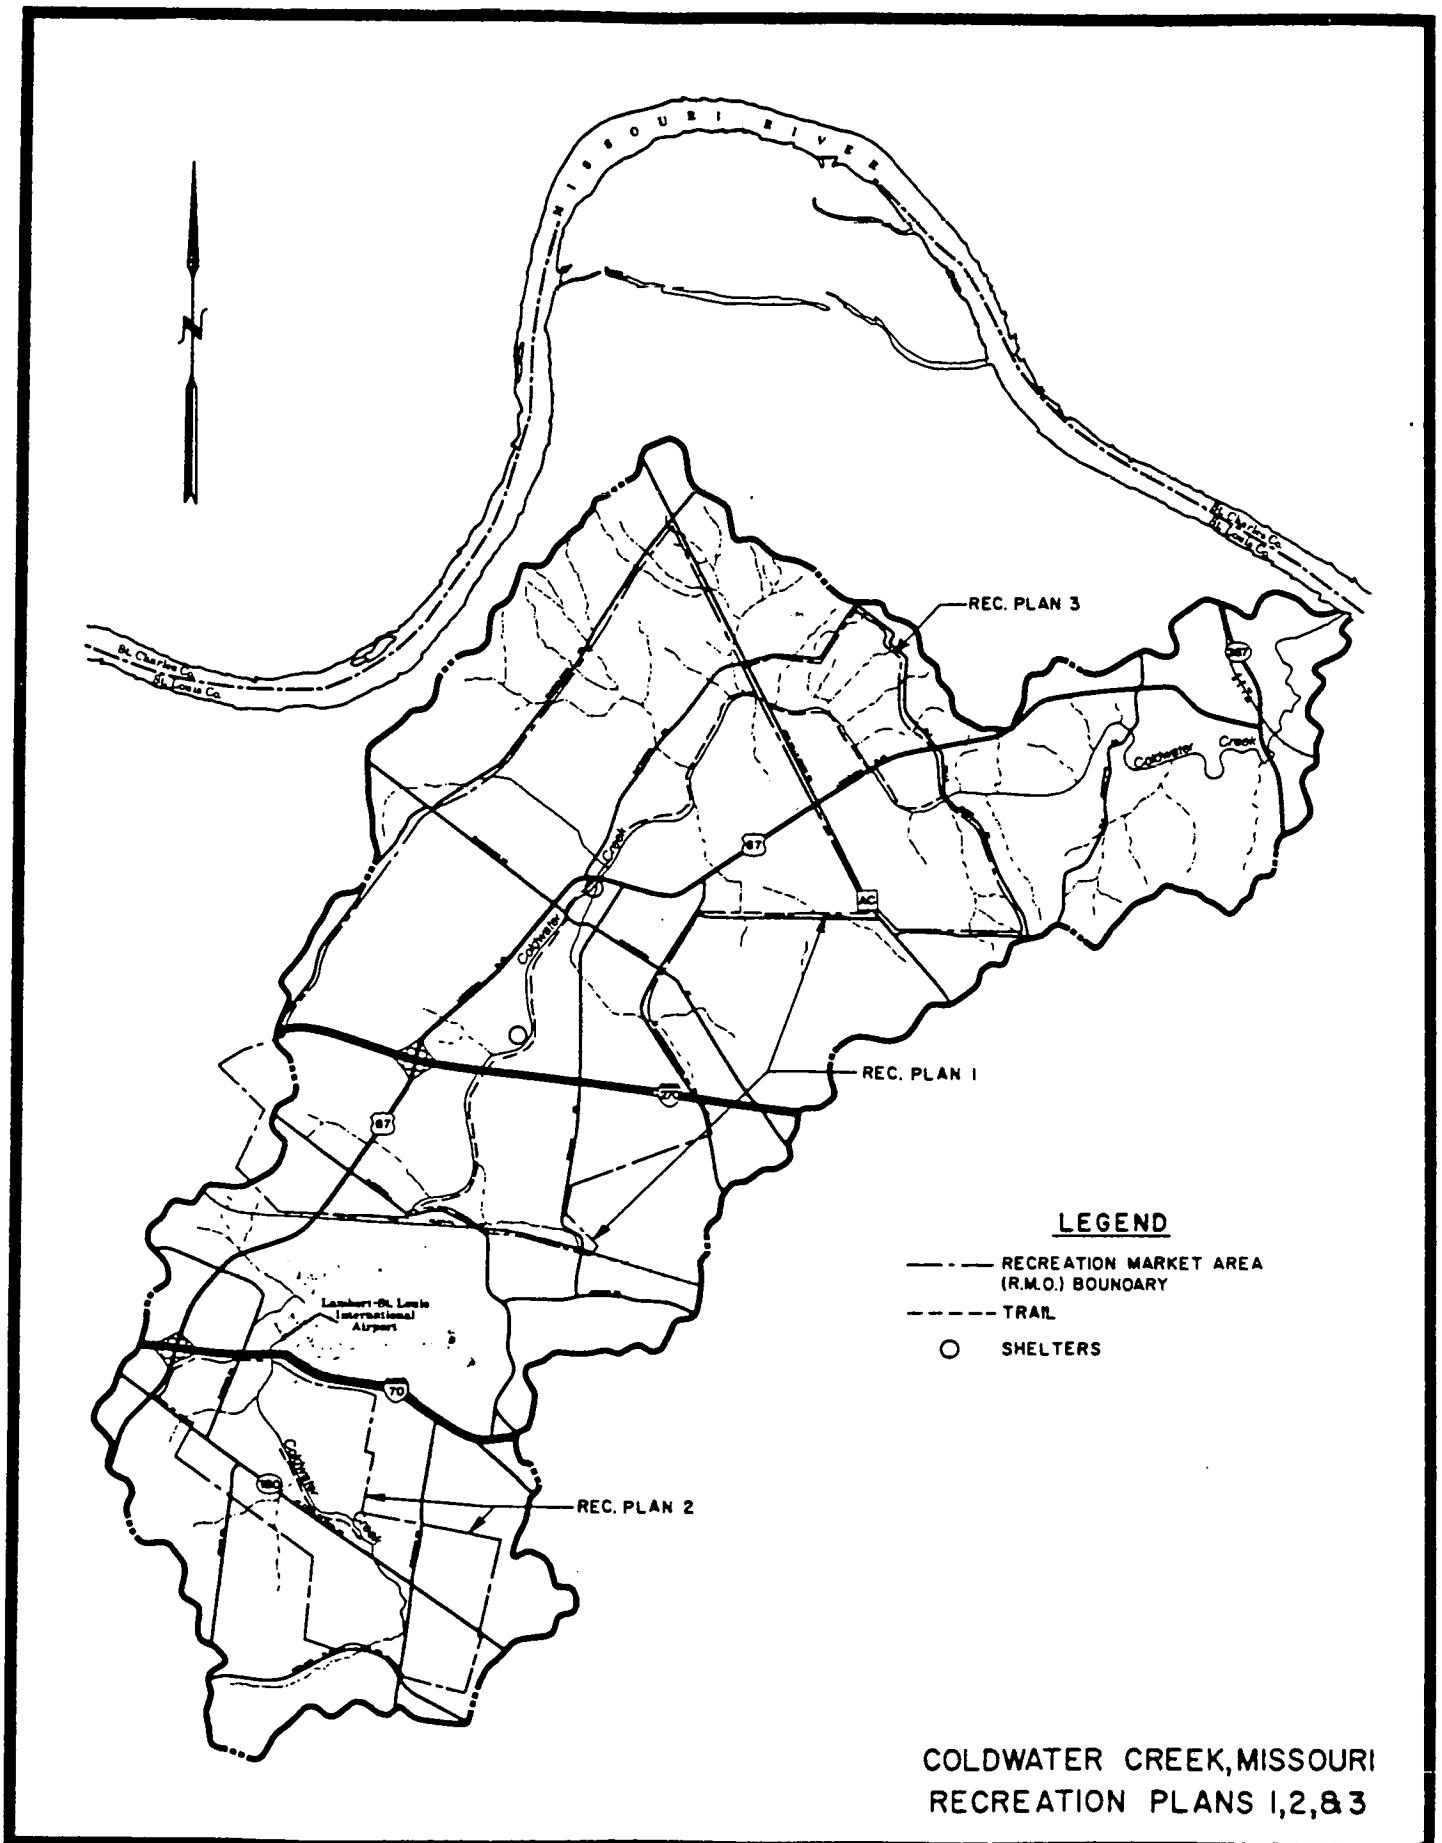 MISSOURI RIVER
N
St. Charles Co.
St. Louis Co.
REC. PLAN 3
367
St. Charles Co.
St. Louis Co.
Coldwater Creek
Creek
67
AC
Coldwater
REC. PLAN 1
270
67
LEGEND
RECREATION MARKET AREA
(R.M.O.) BOUNDARY
TRAIL
SHELTERS
Lambert-St. Louis
International
Airport
70
Coldwater
180
Creek
REC. PLAN 2
COLDWATER CREEK, MISSOURI
RECREATION PLANS 1,2,& 3